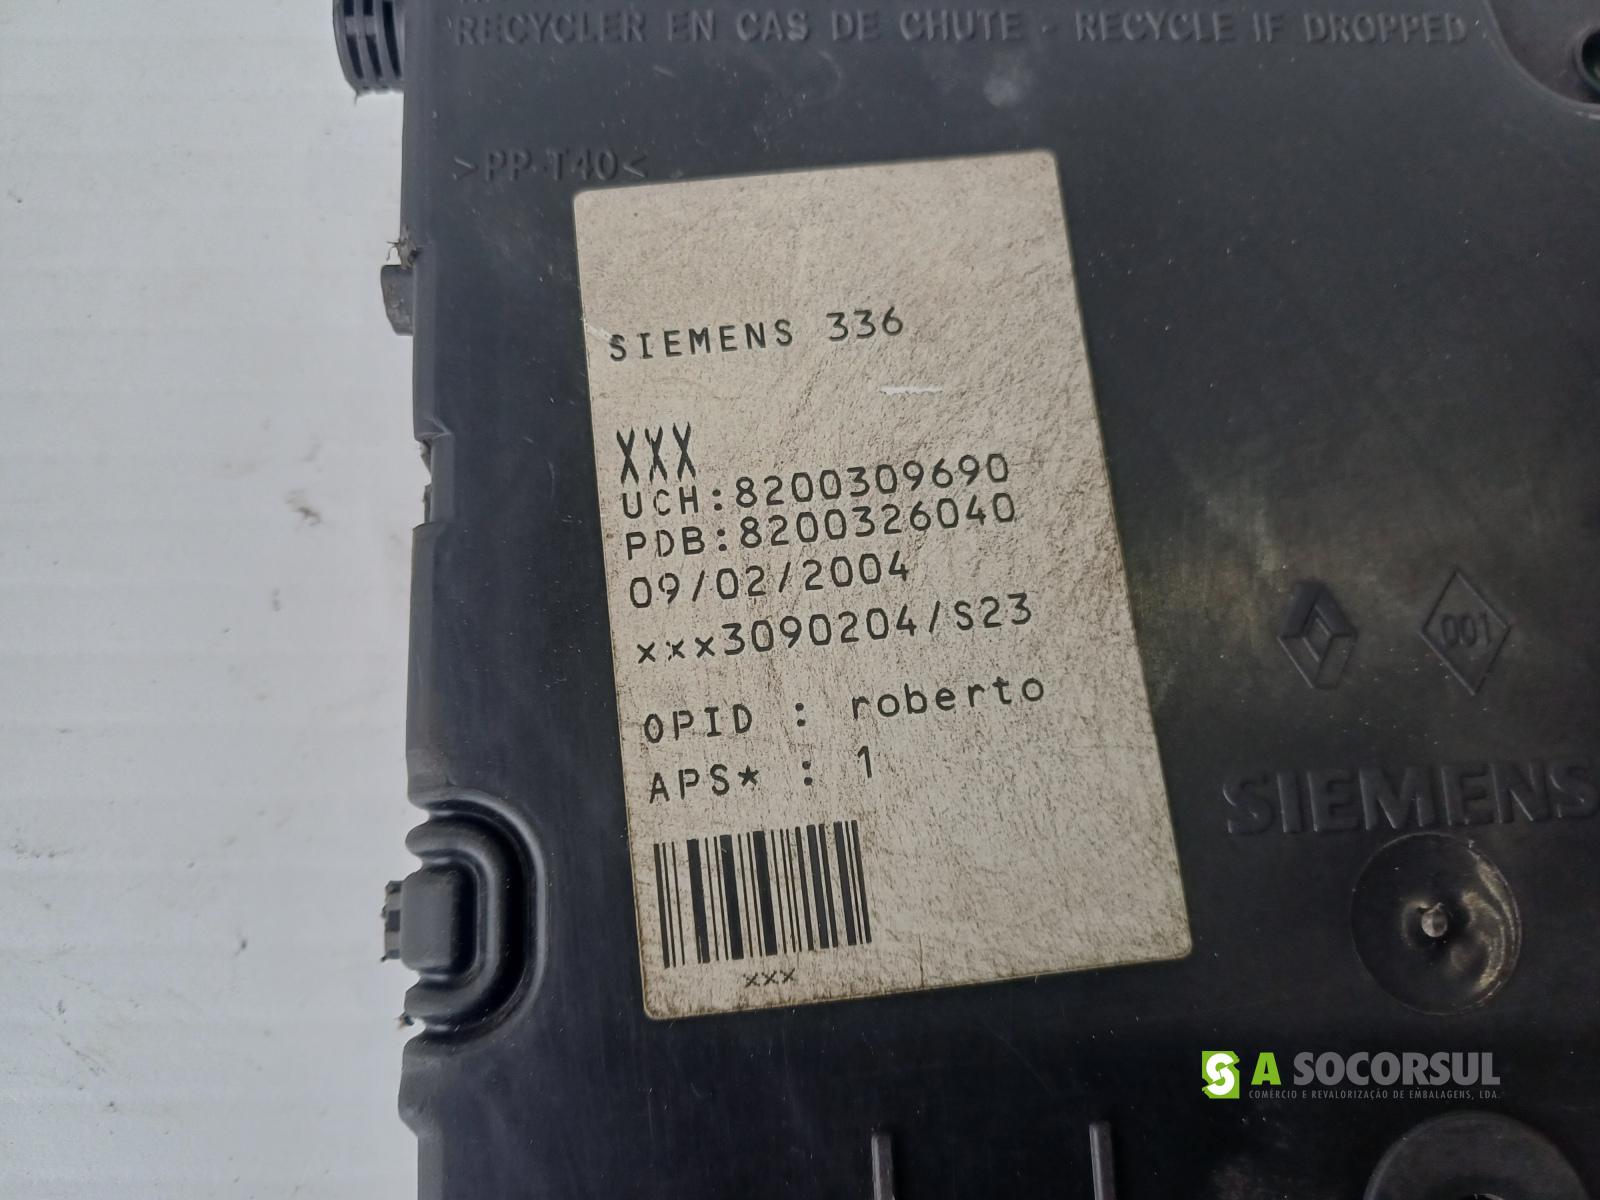 RECYCLER EN CAS DE CHUTE - RECYCLE IF DROPPED
>PP-T40<
SIEMENS 336
XXX
UCH:8200309690
PDB:8200326040
09/02/2004
xxx3090204/S23
OPID : roberto
APS* : 1
xxx
001
SIEMENS
A SOCORSUL
COMÉRCIO E REVALORIZAÇÃO DE EMBALAGENS, LDA.